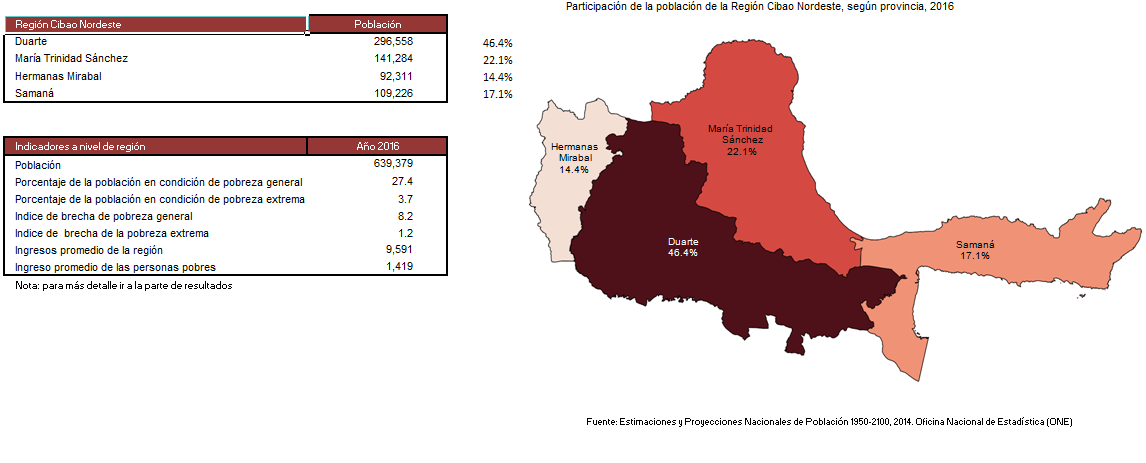 Participación de la población de la Región Cibao Nordeste, según provincia, 2016
Región Cibao Nordeste Población
Duarte 296,558 46.4%
María Trinidad Sánchez 141,284 22.1%
Hermanas Mirabal 92,311 14.4%
Samaná 109,226 17.1%
Indicadores a nivel de región Año 2016
Población 639,379
Porcentaje de la población en condición de pobreza general 27.4
Porcentaje de la población en condición de pobreza extrema 3.7
Indice de brecha de pobreza general 8.2
Indice de brecha de la pobreza extrema 1.2
Ingresos promedio de la región 9,591
Ingreso promedio de las personas pobres 1,419
Nota: para más detalle ir a la parte de resultados
María Trinidad
Sánchez
22.1%
Hermanas
Mirabal
14.4%
Duarte
46.4%
Samaná
17.1%
Fuente: Estimaciones y Proyecciones Nacionales de Población 1950-2100, 2014. Oficina Nacional de Estadística (ONE)